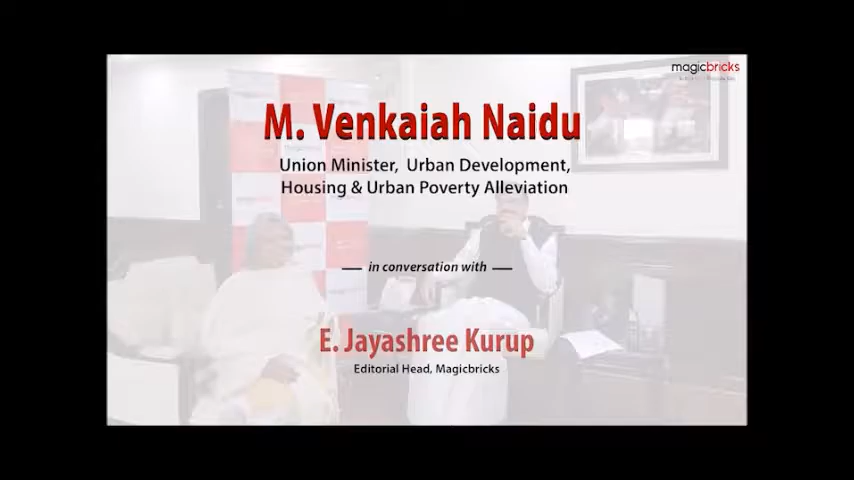 magicbricks
M. Venkaiah Naidu
Union Minister, Urban Development,
Housing & Urban Poverty Alleviation
in conversation with
E. Jayashree Kurup
Editorial Head, Magicbricks